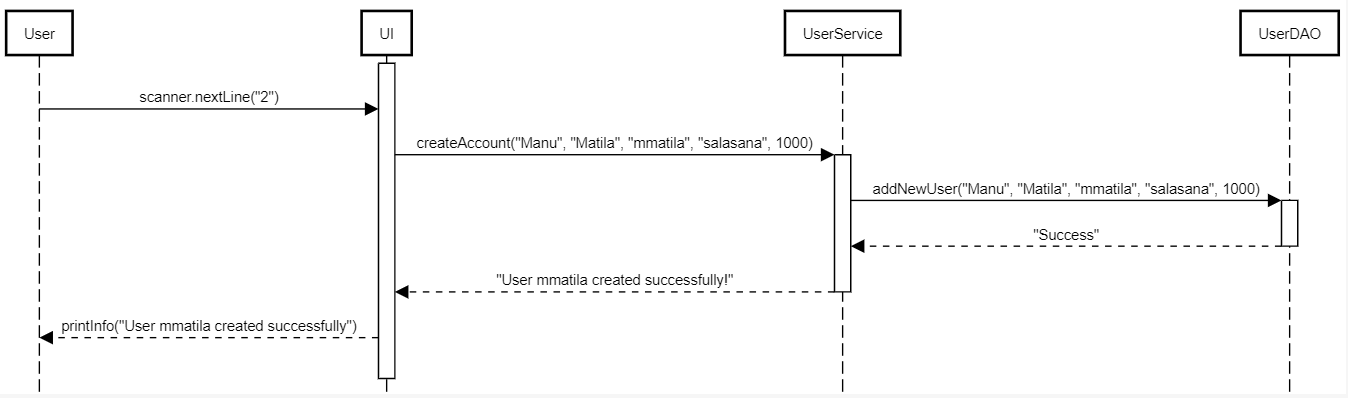 User
UI
UserService
UserDAO
scanner.nextLine("2")
createAccount("Manu", "Matila", "mmatila", "salasana", 1000)
addNewUser("Manu", "Matila", "mmatila", "salasana", 1000)
"Success"
"User mmatila created successfully!"
printInfo("User mmatila created successfully")